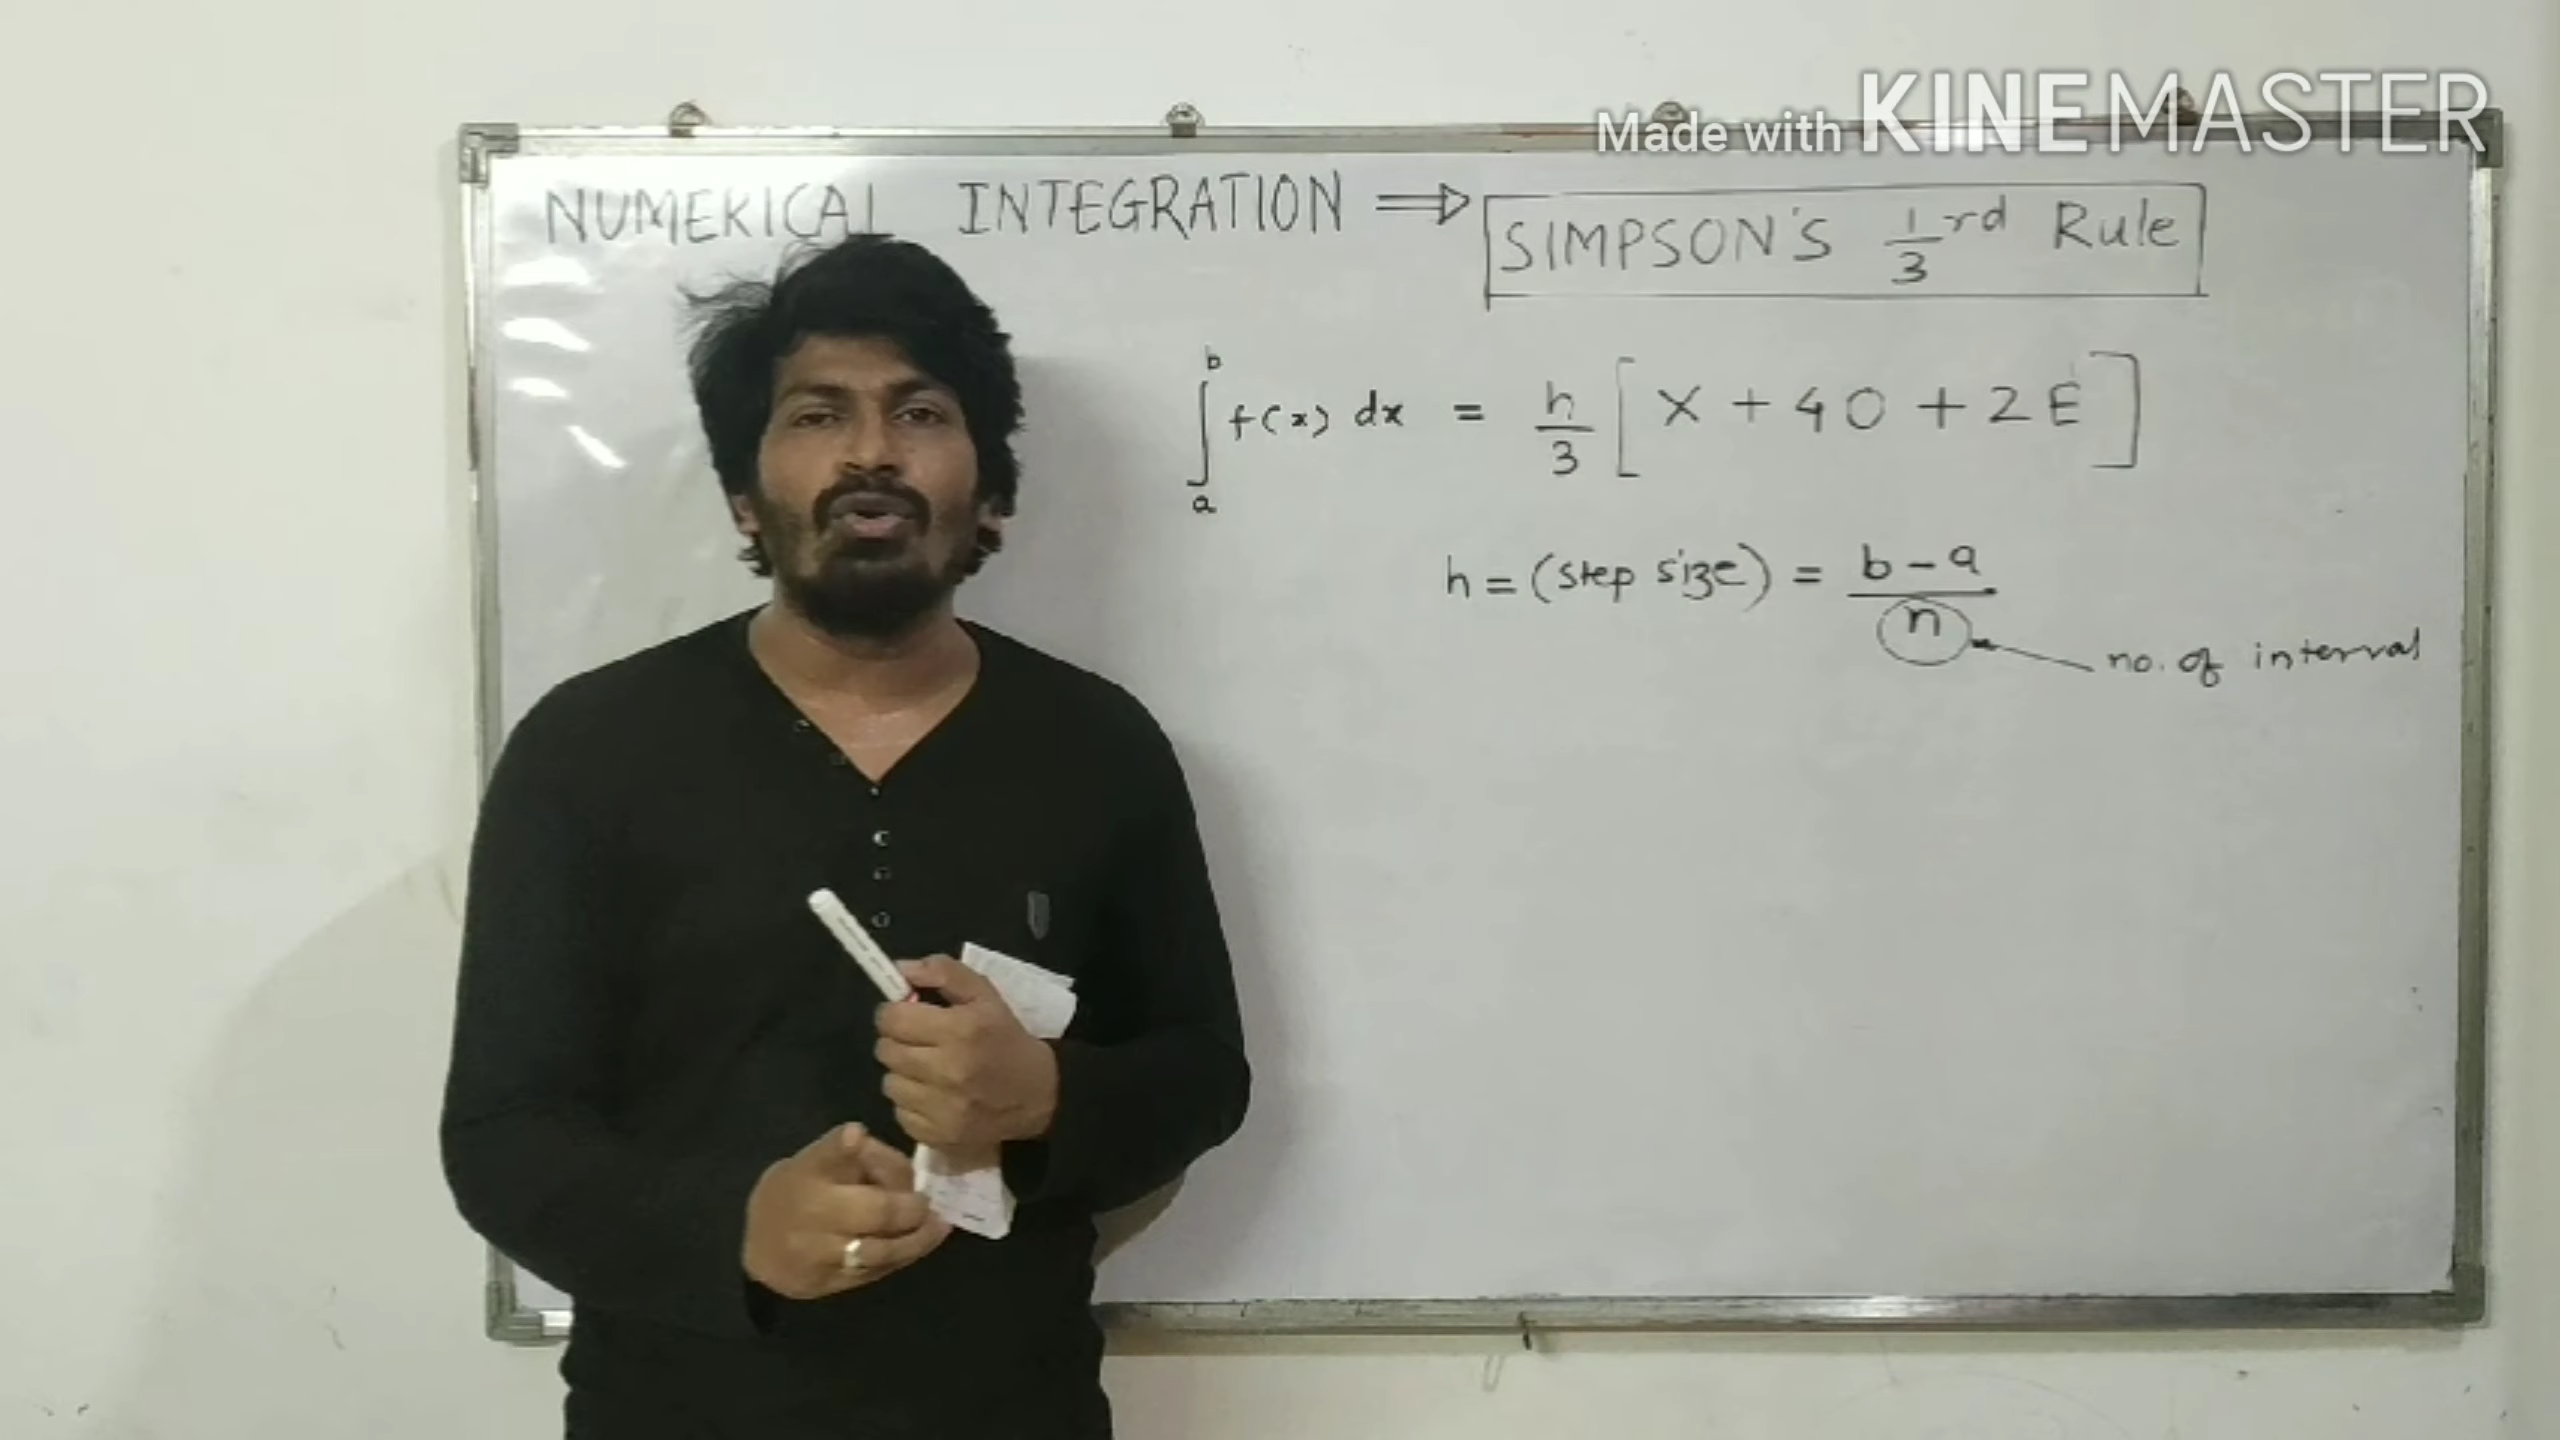 Made with KINEMASTER
NUMERICAL INTEGRATION ⇒ SIMPSON'S 1/3 rd Rule
∫_a^b f(x) dx = h/3 [ X + 4O + 2E ]
h = (step size) = b - a / n
no. of interval